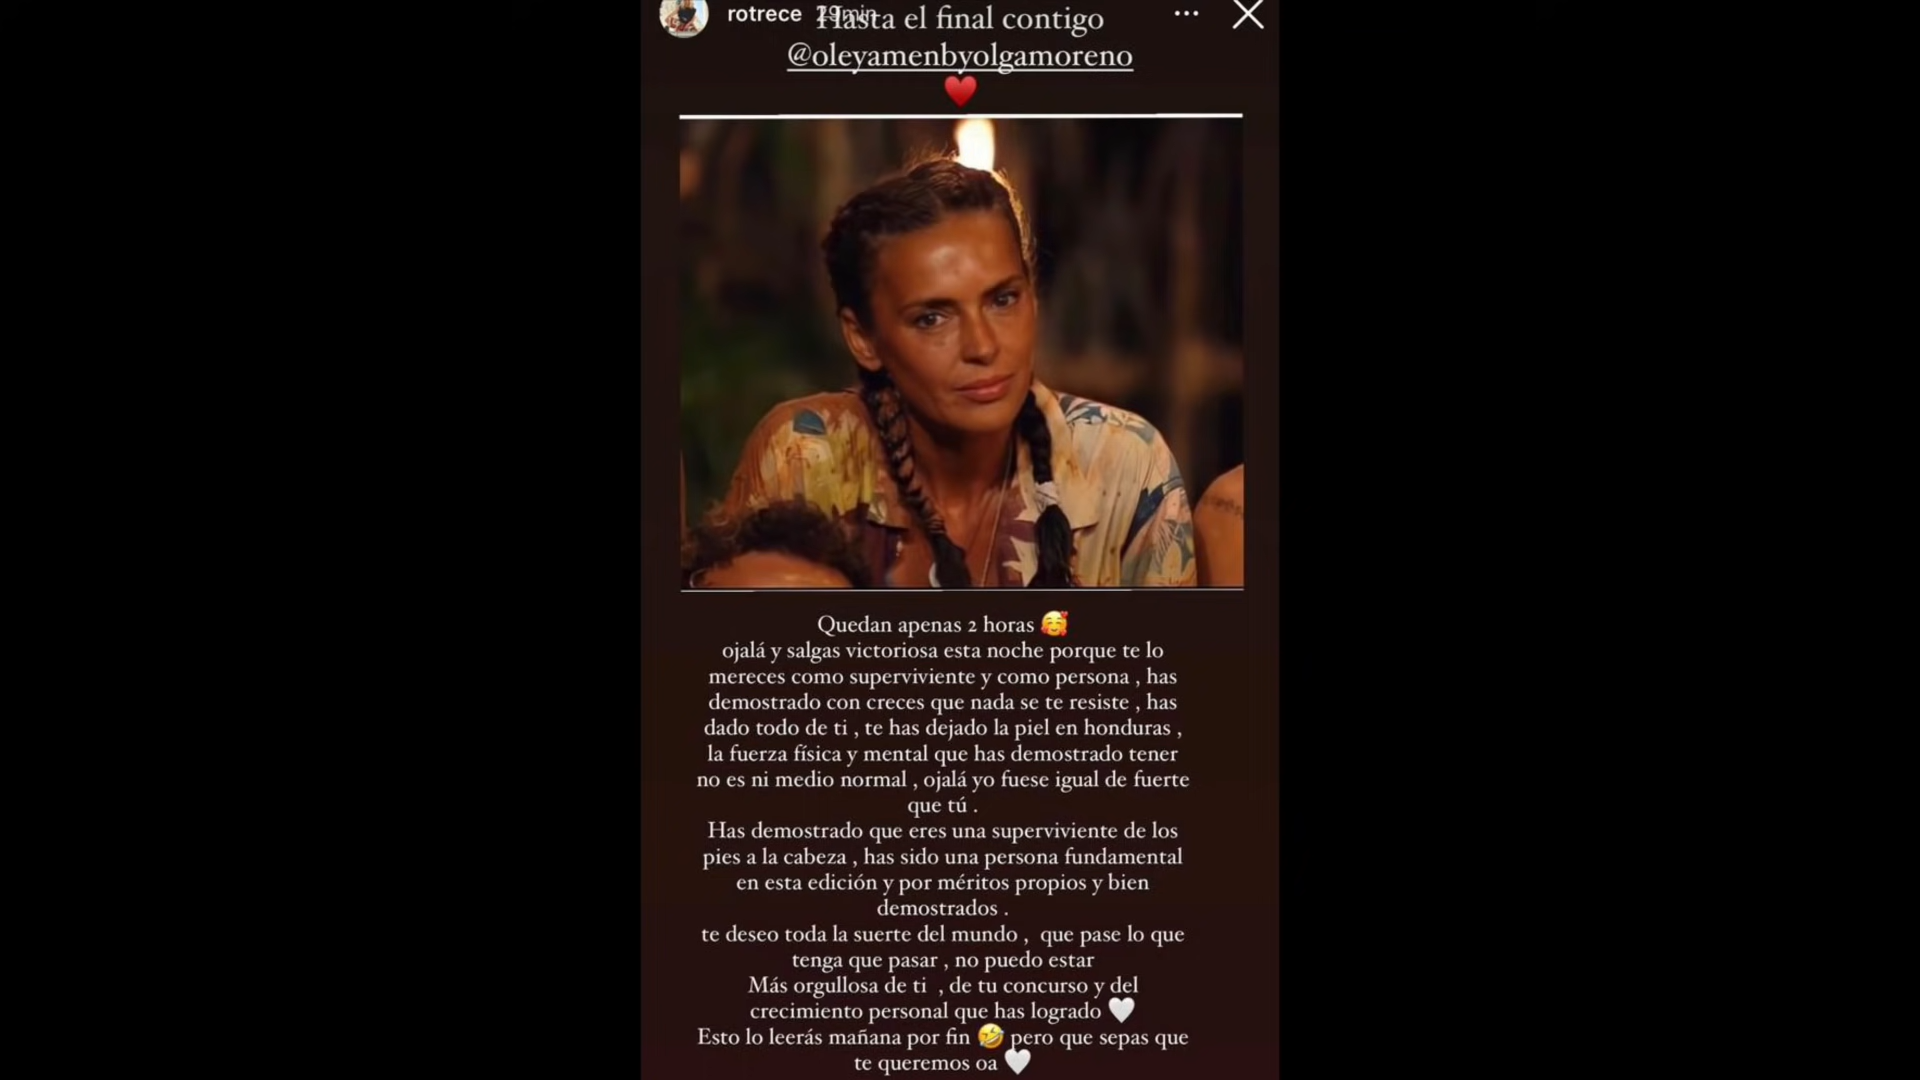 rotrece 29min
Hasta el final contigo
@oleyamenbyolgamoreno
Quedan apenas 2 horas 🥰
ojalá y salgas victoriosa esta noche porque te lo
mereces como superviviente y como persona , has
demostrado con creces que nada se te resiste , has
dado todo de ti , te has dejado la piel en honduras ,
la fuerza física y mental que has demostrado tener
no es ni medio normal , ojalá yo fuese igual de fuerte
que tú .
Has demostrado que eres una superviviente de los
pies a la cabeza , has sido una persona fundamental
en esta edición y por méritos propios y bien
demostrados .
te deseo toda la suerte del mundo ,  que pase lo que
tenga que pasar , no puedo estar
Más orgullosa de ti  , de tu concurso y del
crecimiento personal que has logrado 🤍
Esto lo leerás mañana por fin 🤣 pero que sepas que
te queremos oa 🤍